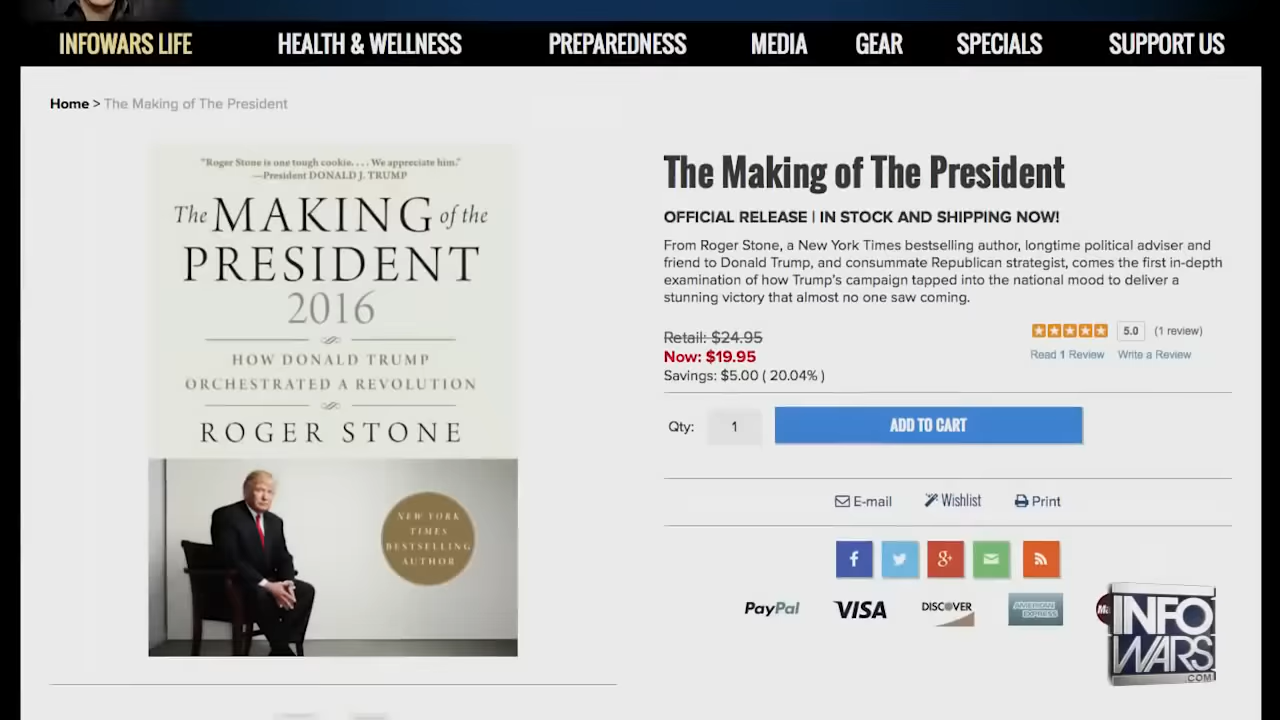 INFOWARS LIFE
HEALTH & WELLNESS
PREPAREDNESS
MEDIA
GEAR
SPECIALS
SUPPORT US
Home > The Making of The President
"Roger Stone is one tough cookie. . . . We appreciate him."
—President DONALD J. TRUMP
The MAKING of the
PRESIDENT
2016
HOW DONALD TRUMP
ORCHESTRATED A REVOLUTION
ROGER STONE
NEW YORK
TIMES
BESTSELLING
AUTHOR
The Making of The President
OFFICIAL RELEASE | IN STOCK AND SHIPPING NOW!
From Roger Stone, a New York Times bestselling author, longtime political adviser and
friend to Donald Trump, and consummate Republican strategist, comes the first in-depth
examination of how Trump's campaign tapped into the national mood to deliver a
stunning victory that almost no one saw coming.
Retail: $24.95
Now: $19.95
Savings: $5.00 ( 20.04% )
5.0 (1 review)
Read 1 Review Write a Review
Qty: 1 ADD TO CART
E-mail Wishlist Print
f g+
PayPal VISA DISCOVER AMERICAN EXPRESS
INFO
WARS
.COM